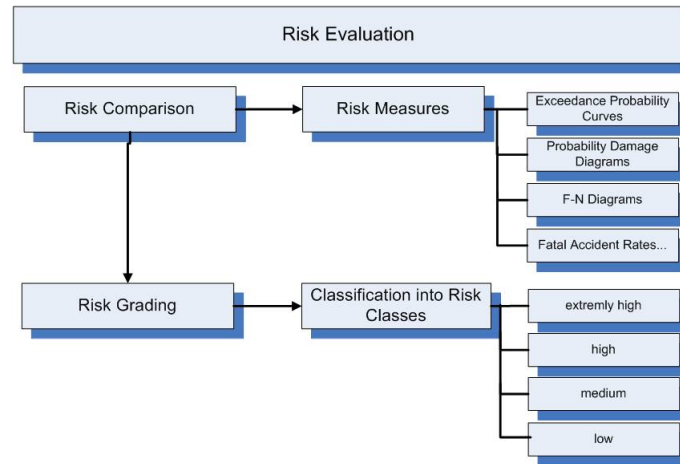 Risk Evaluation
Risk Comparison
Risk Measures
Exceedance Probability
Curves
Probability Damage
Diagrams
F-N Diagrams
Fatal Accident Rates...
Risk Grading
Classification into Risk
Classes
extremly high
high
medium
low